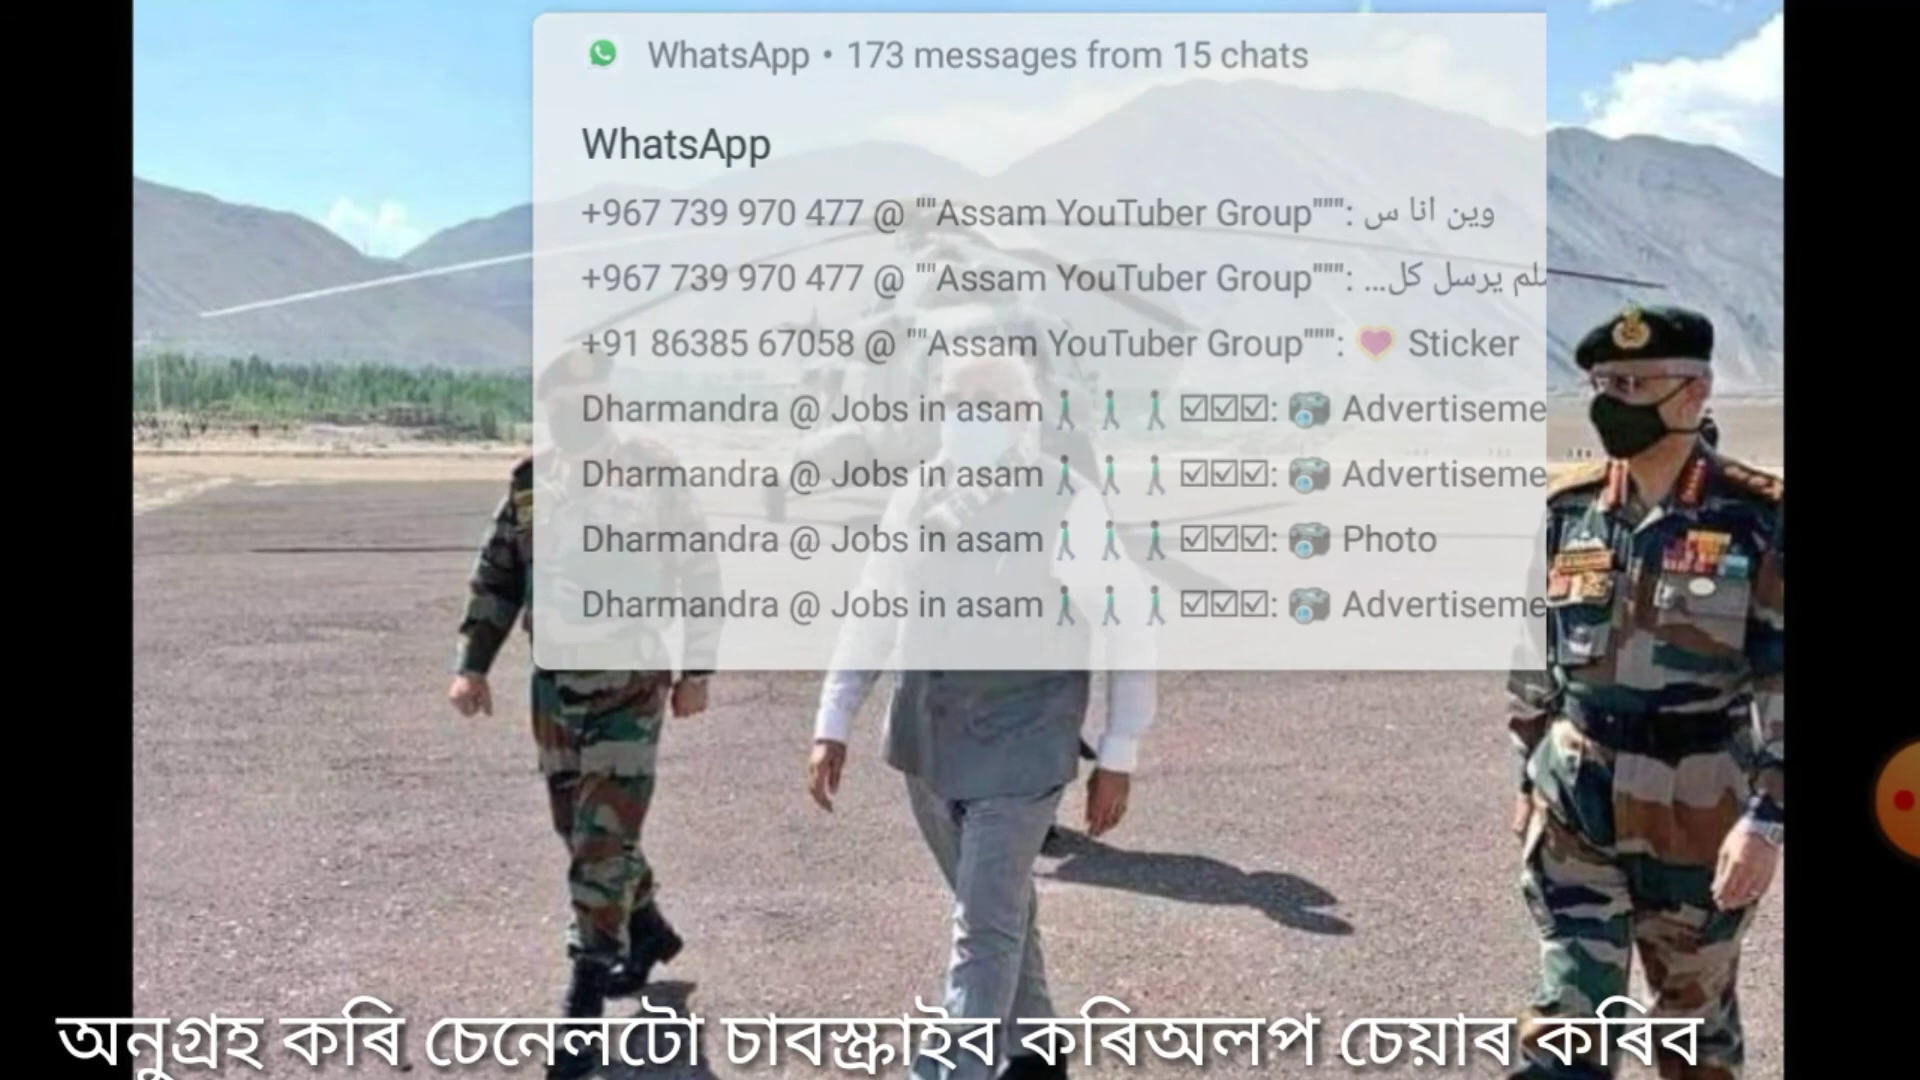 WhatsApp • 173 messages from 15 chats
WhatsApp
+967 739 970 477 @ ""Assam YouTuber Group""": وين انا س
+967 739 970 477 @ ""Assam YouTuber Group""": ...لم يرسل كل
+91 86385 67058 @ ""Assam YouTuber Group""": 💟 Sticker
Dharmandra @ Jobs in asam 🚶🚶🚶☑☑☑: 📷 Advertiseme
Dharmandra @ Jobs in asam 🚶🚶🚶☑☑☑: 📷 Advertiseme
Dharmandra @ Jobs in asam 🚶🚶🚶☑☑☑: 📷 Photo
Dharmandra @ Jobs in asam 🚶🚶🚶☑☑☑: 📷 Advertiseme
অনুগ্ৰহ কৰি চেনেলটো চাবস্ক্ৰাইব কৰিঅলপ চেয়াৰ কৰিব